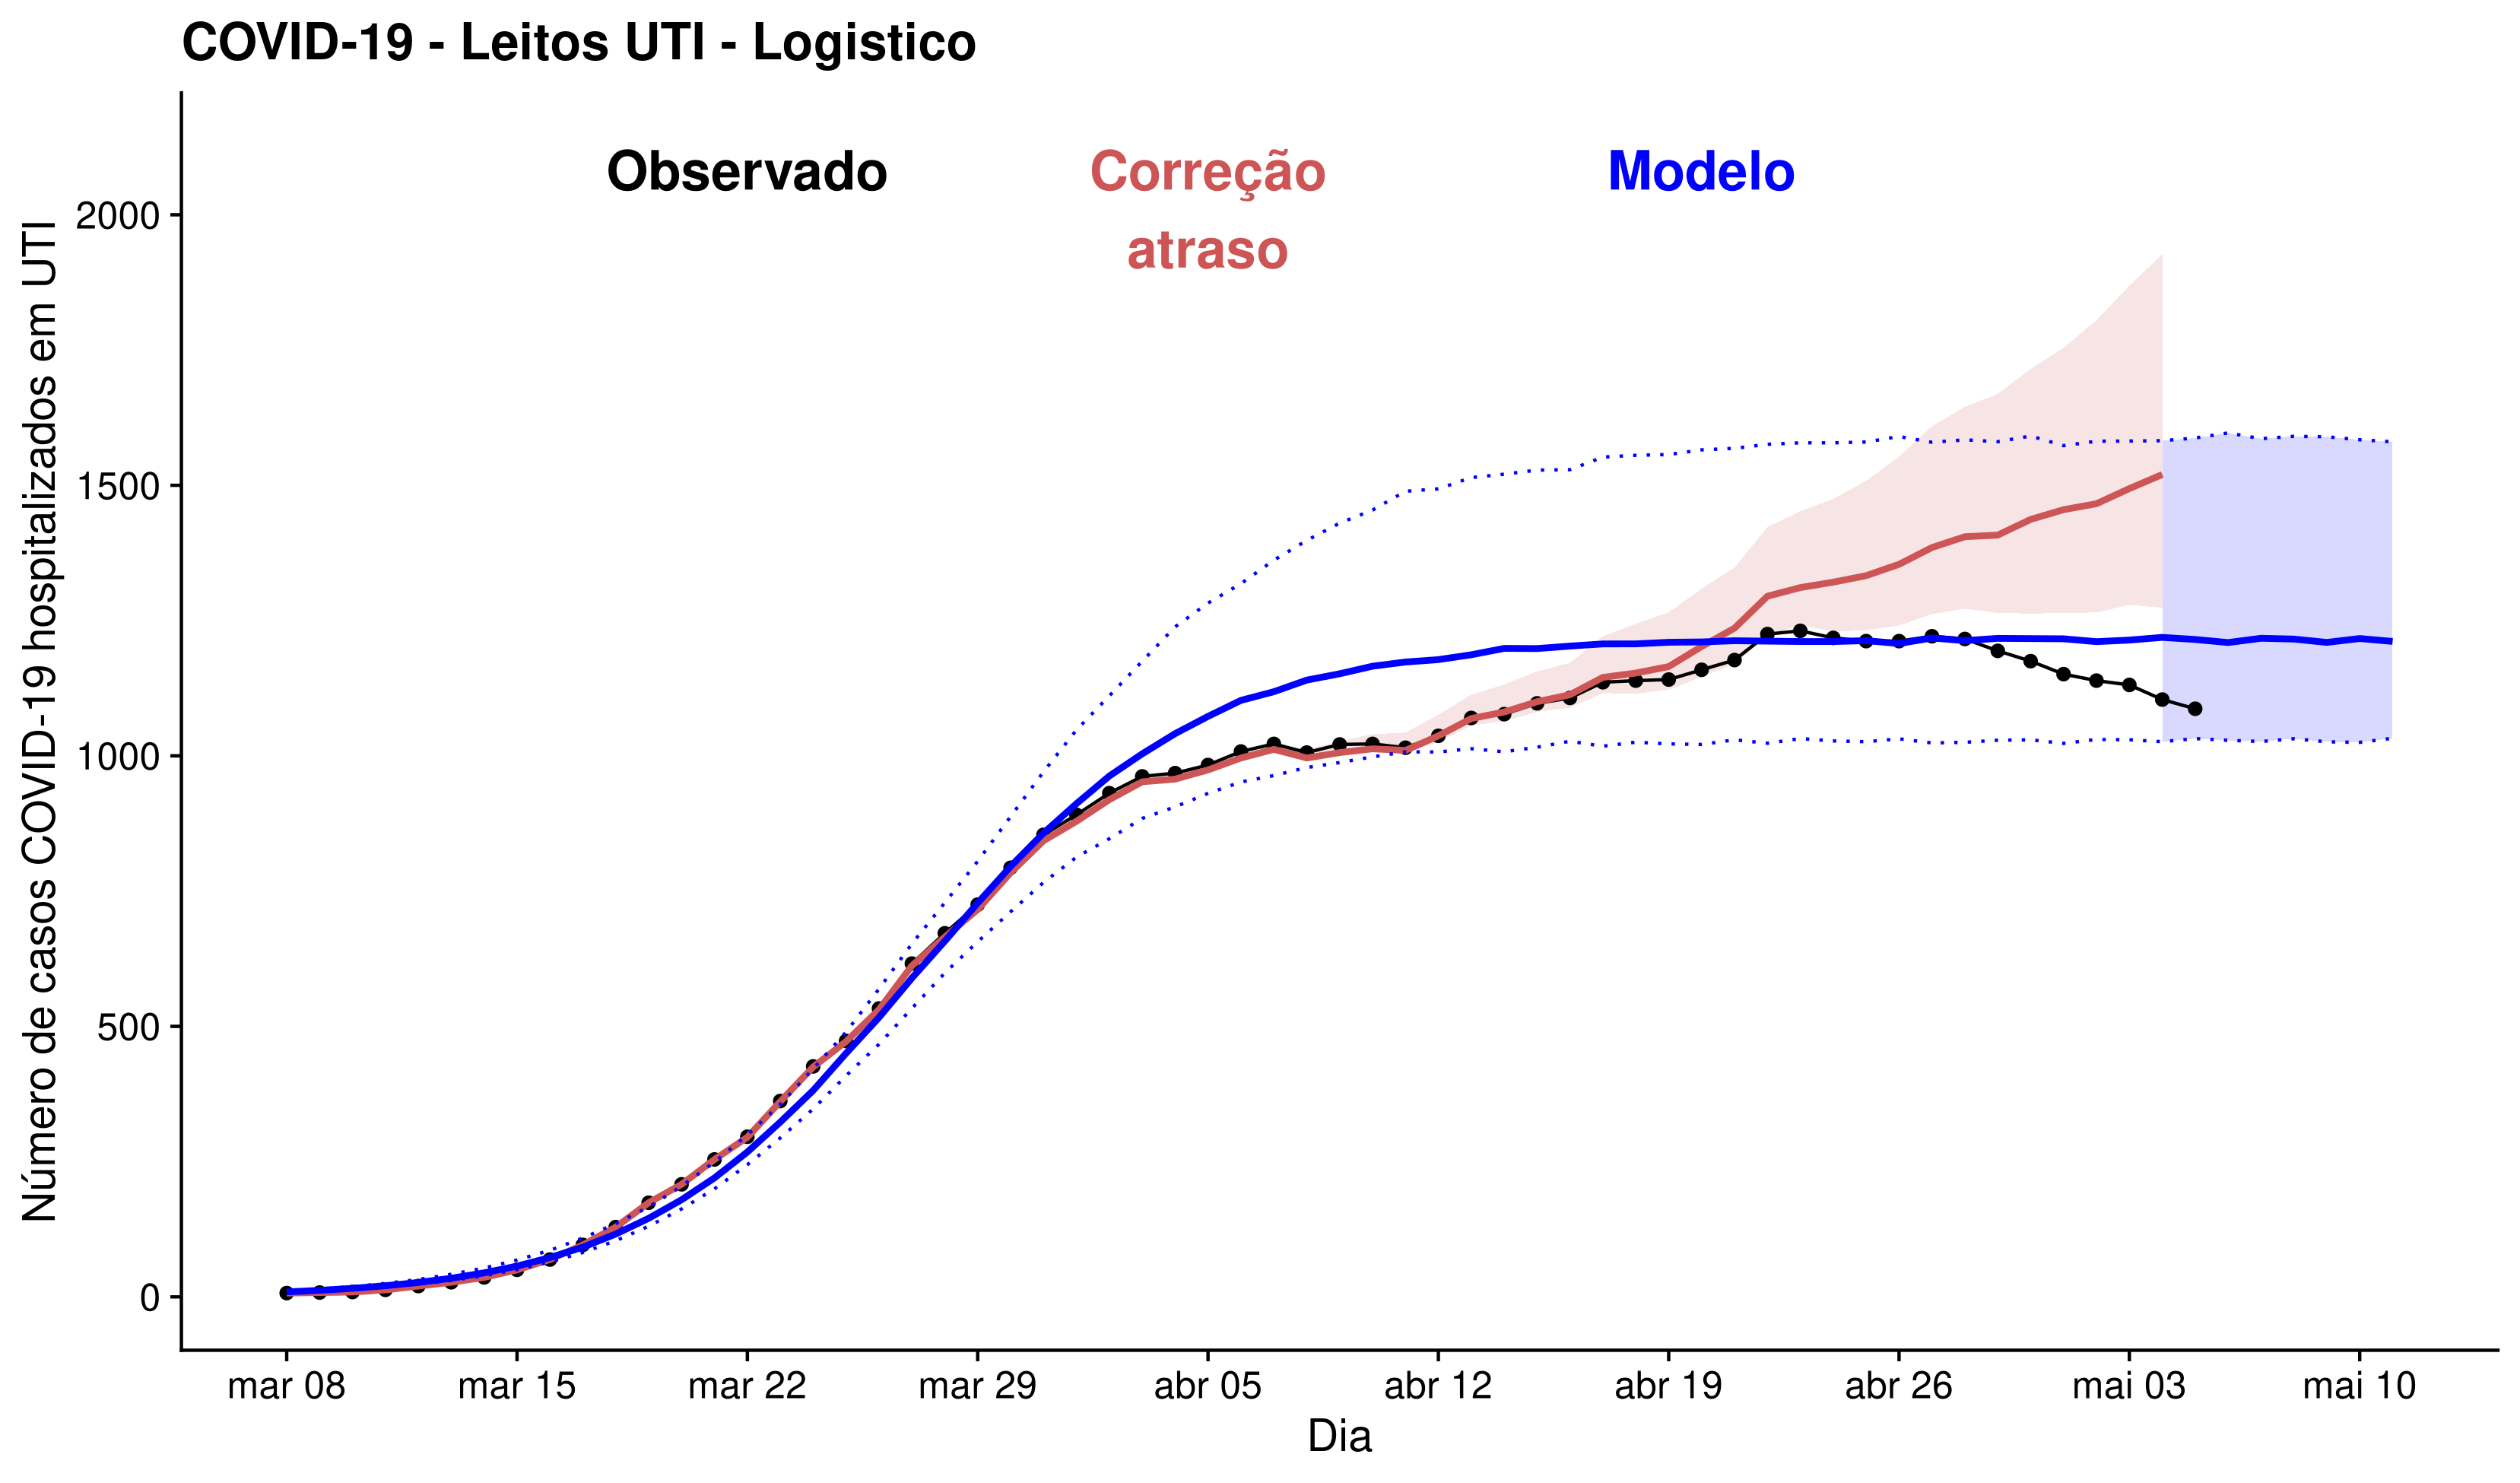 COVID-19 - Leitos UTI - Logistico
Observado
Correção
atraso
Modelo
Número de casos COVID-19 hospitalizados em UTI
2000
1500
1000
500
0
mar 08
mar 15
mar 22
mar 29
abr 05
abr 12
abr 19
abr 26
mai 03
mai 10
Dia